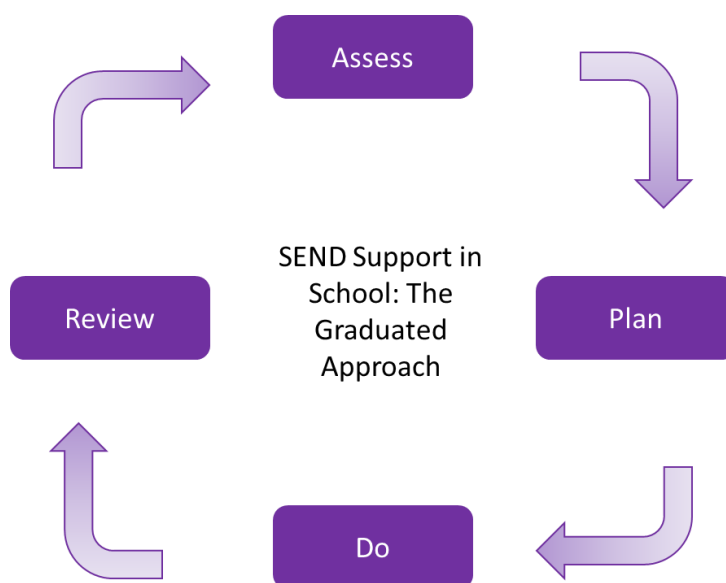 Assess
SEND Support in
School: The
Graduated
Approach
Review
Plan
Do